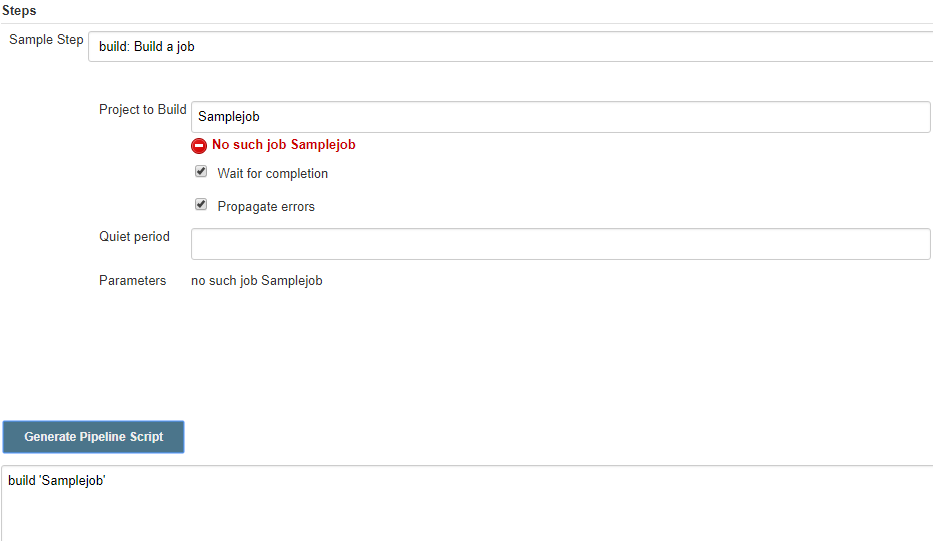 Steps
Sample Step build: Build a job
Project to Build Samplejob
No such job Samplejob
Wait for completion
Propagate errors
Quiet period
Parameters no such job Samplejob
Generate Pipeline Script
build 'Samplejob'